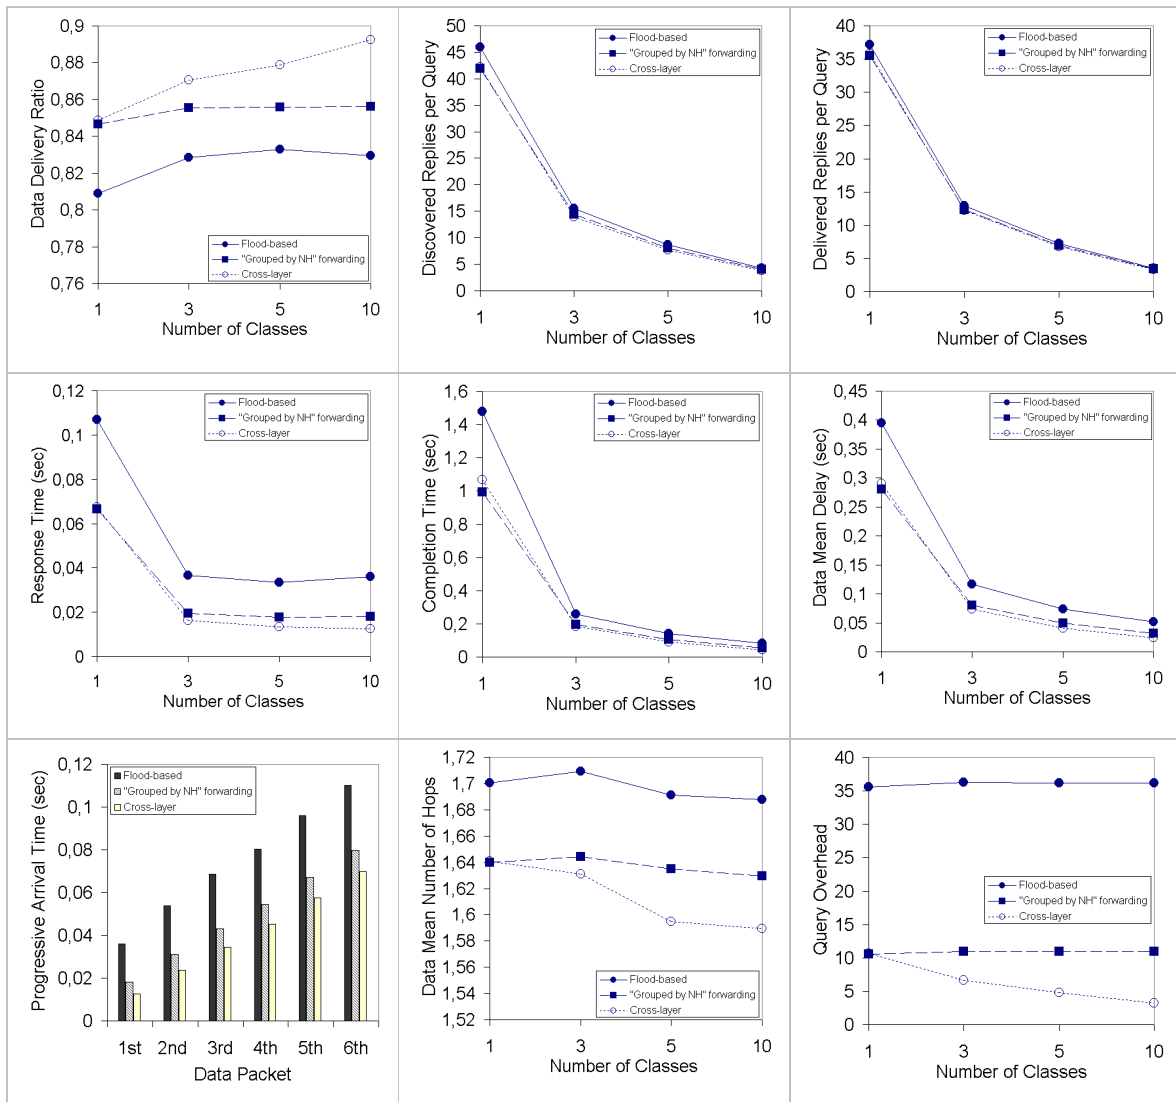 Data Delivery Ratio
0,9
0,88
0,86
0,84
0,82
0,8
0,78
0,76
Flood-based
"Grouped by NH" forwarding
Cross-layer
1 3 5 10
Number of Classes
Discovered Replies per Query
50
45
40
35
30
25
20
15
10
5
0
Flood-based
"Grouped by NH" forwarding
Cross-layer
1 3 5 10
Number of Classes
Delivered Replies per Query
40
35
30
25
20
15
10
5
0
Flood-based
"Grouped by NH" forwarding
Cross-layer
1 3 5 10
Number of Classes
Response Time (sec)
0,12
0,1
0,08
0,06
0,04
0,02
0
Flood-based
"Grouped by NH" forwarding
Cross-layer
1 3 5 10
Number of Classes
Completion Time (sec)
1,6
1,4
1,2
1
0,8
0,6
0,4
0,2
0
Flood-based
"Grouped by NH" forwarding
Cross-layer
1 3 5 10
Number of Classes
Data Mean Delay (sec)
0,45
0,4
0,35
0,3
0,25
0,2
0,15
0,1
0,05
0
Flood-based
"Grouped by NH" forwarding
Cross-layer
1 3 5 10
Number of Classes
Progressive Arrival Time (sec)
0,12
0,1
0,08
0,06
0,04
0,02
0
Flood-based
"Grouped by NH" forwarding
Cross-layer
1st 2nd 3rd 4th 5th 6th
Data Packet
Data Mean Number of Hops
1,72
1,7
1,68
1,66
1,64
1,62
1,6
1,58
1,56
1,54
1,52
Flood-based
"Grouped by NH" forwarding
Cross-layer
1 3 5 10
Number of Classes
Query Overhead
40
35
30
25
20
15
10
5
0
Flood-based
"Grouped by NH" forwarding
Cross-layer
1 3 5 10
Number of Classes